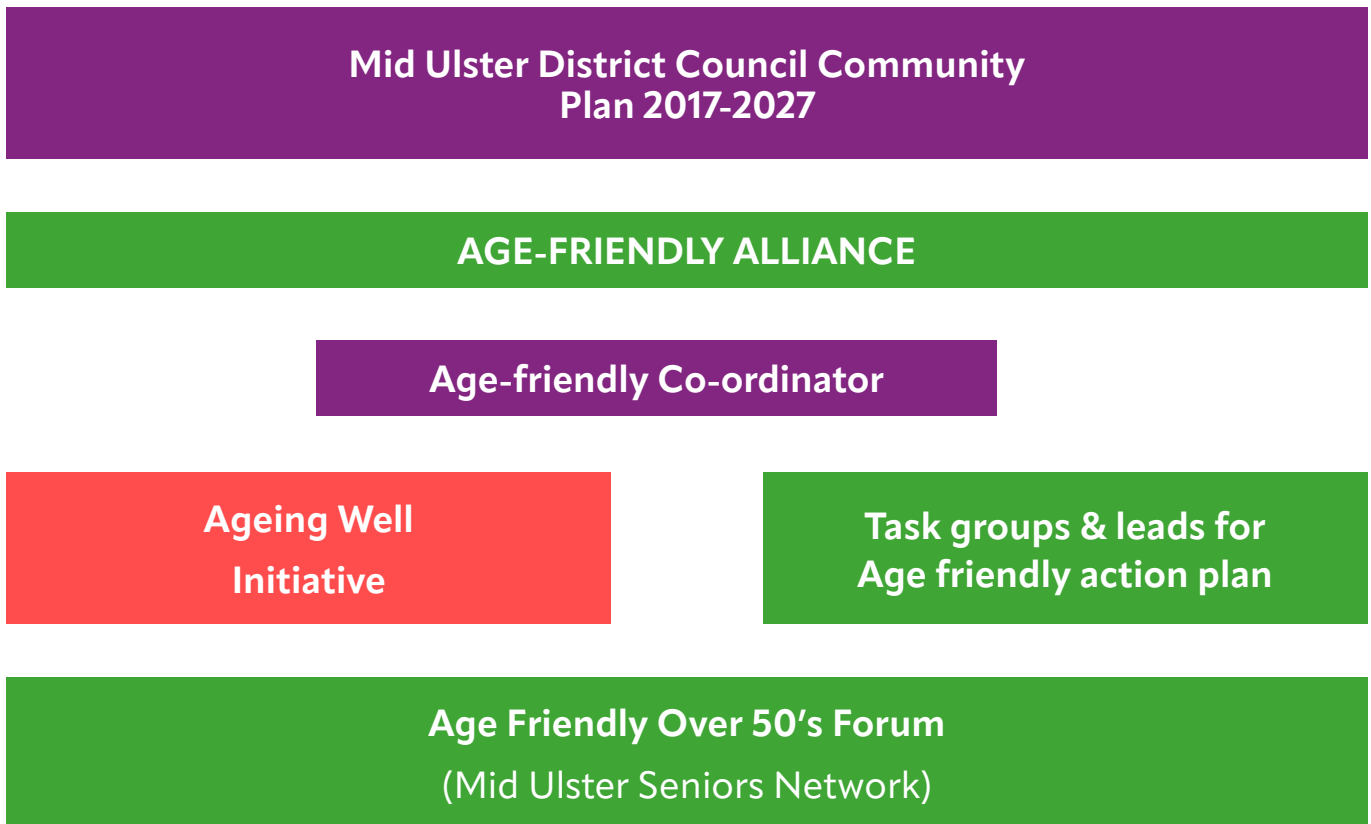 Mid Ulster District Council Community
Plan 2017-2027
AGE-FRIENDLY ALLIANCE
Age-friendly Co-ordinator
Ageing Well
Initiative
Task groups & leads for
Age friendly action plan
Age Friendly Over 50’s Forum
(Mid Ulster Seniors Network)